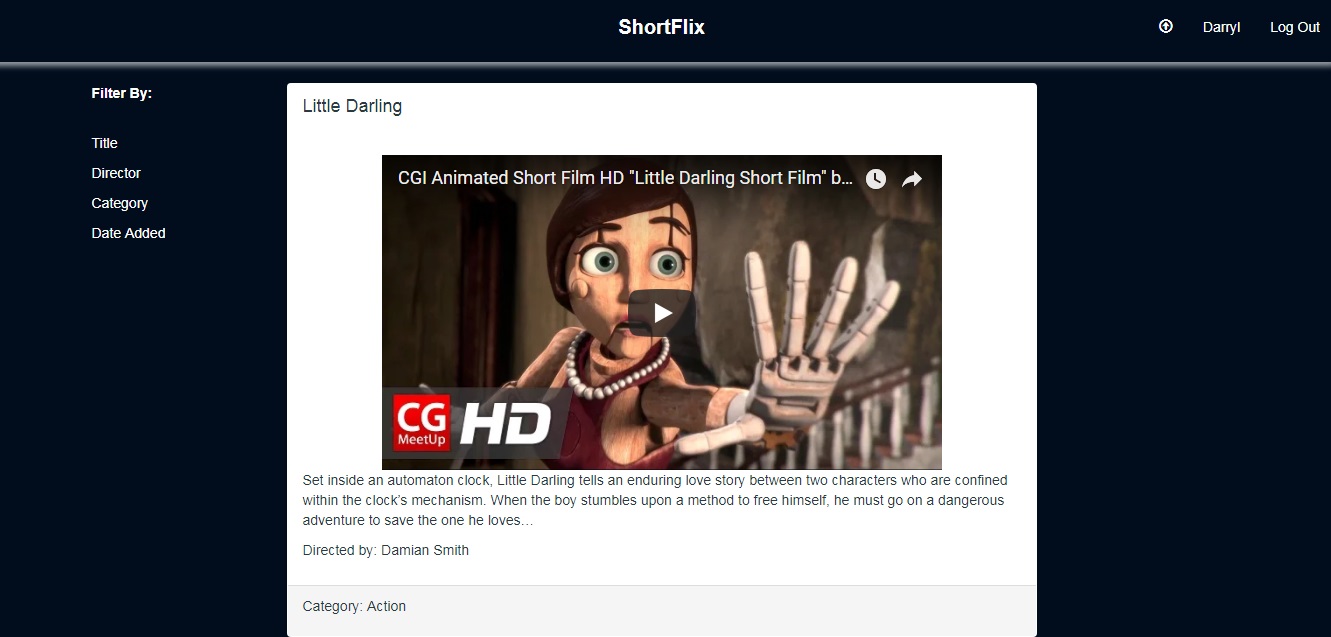 ShortFlix
Darryl
Log Out
Filter By:
Title
Director
Category
Date Added
Little Darling
CGI Animated Short Film HD "Little Darling Short Film" b...
CG
MeetUp
HD
Set inside an automaton clock, Little Darling tells an enduring love story between two characters who are confined
within the clock’s mechanism. When the boy stumbles upon a method to free himself, he must go on a dangerous
adventure to save the one he loves…
Directed by: Damian Smith
Category: Action